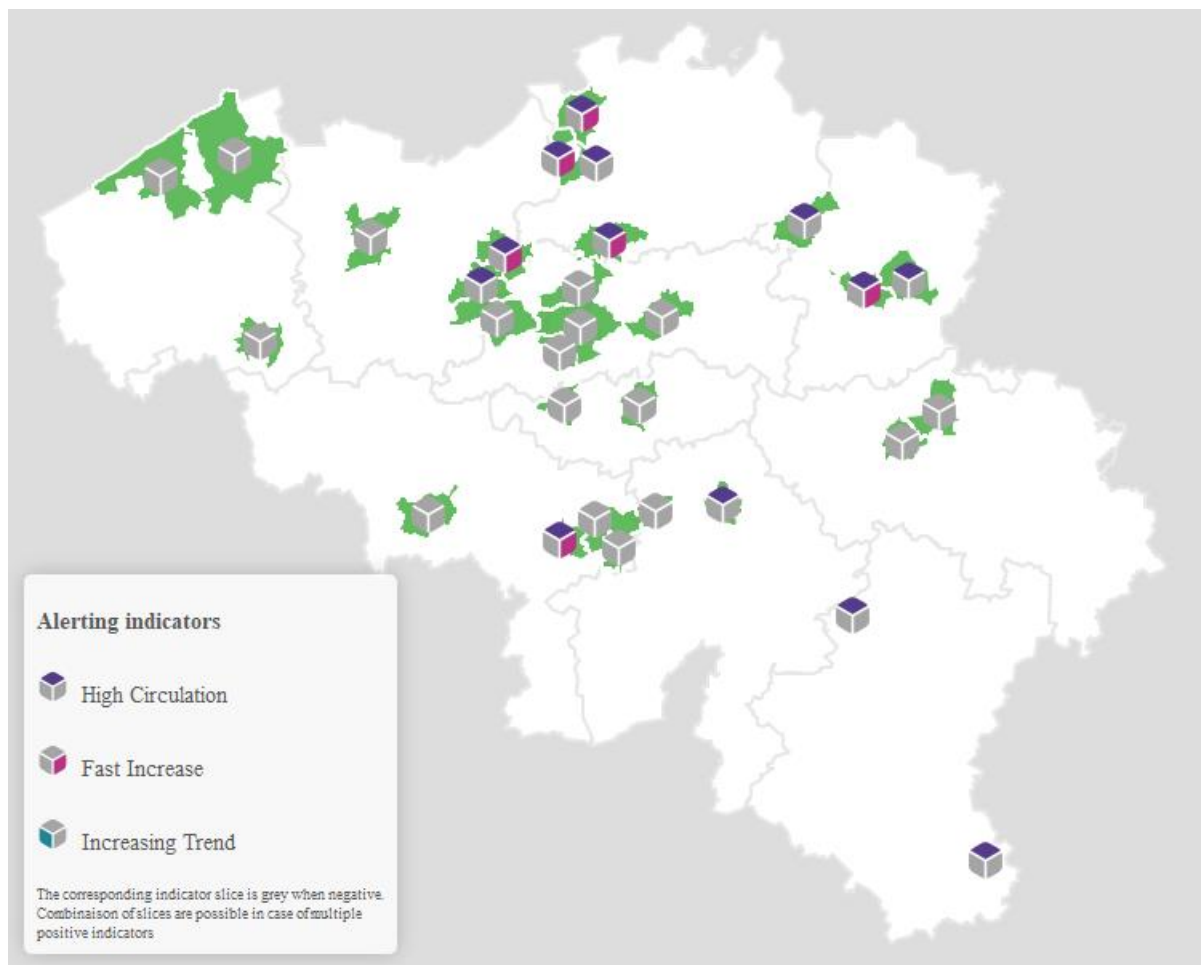 Alerting indicators
High Circulation
Fast Increase
Increasing Trend
The corresponding indicator slice is grey when negative.
Combinaison of slices are possible in case of multiple
positive indicators